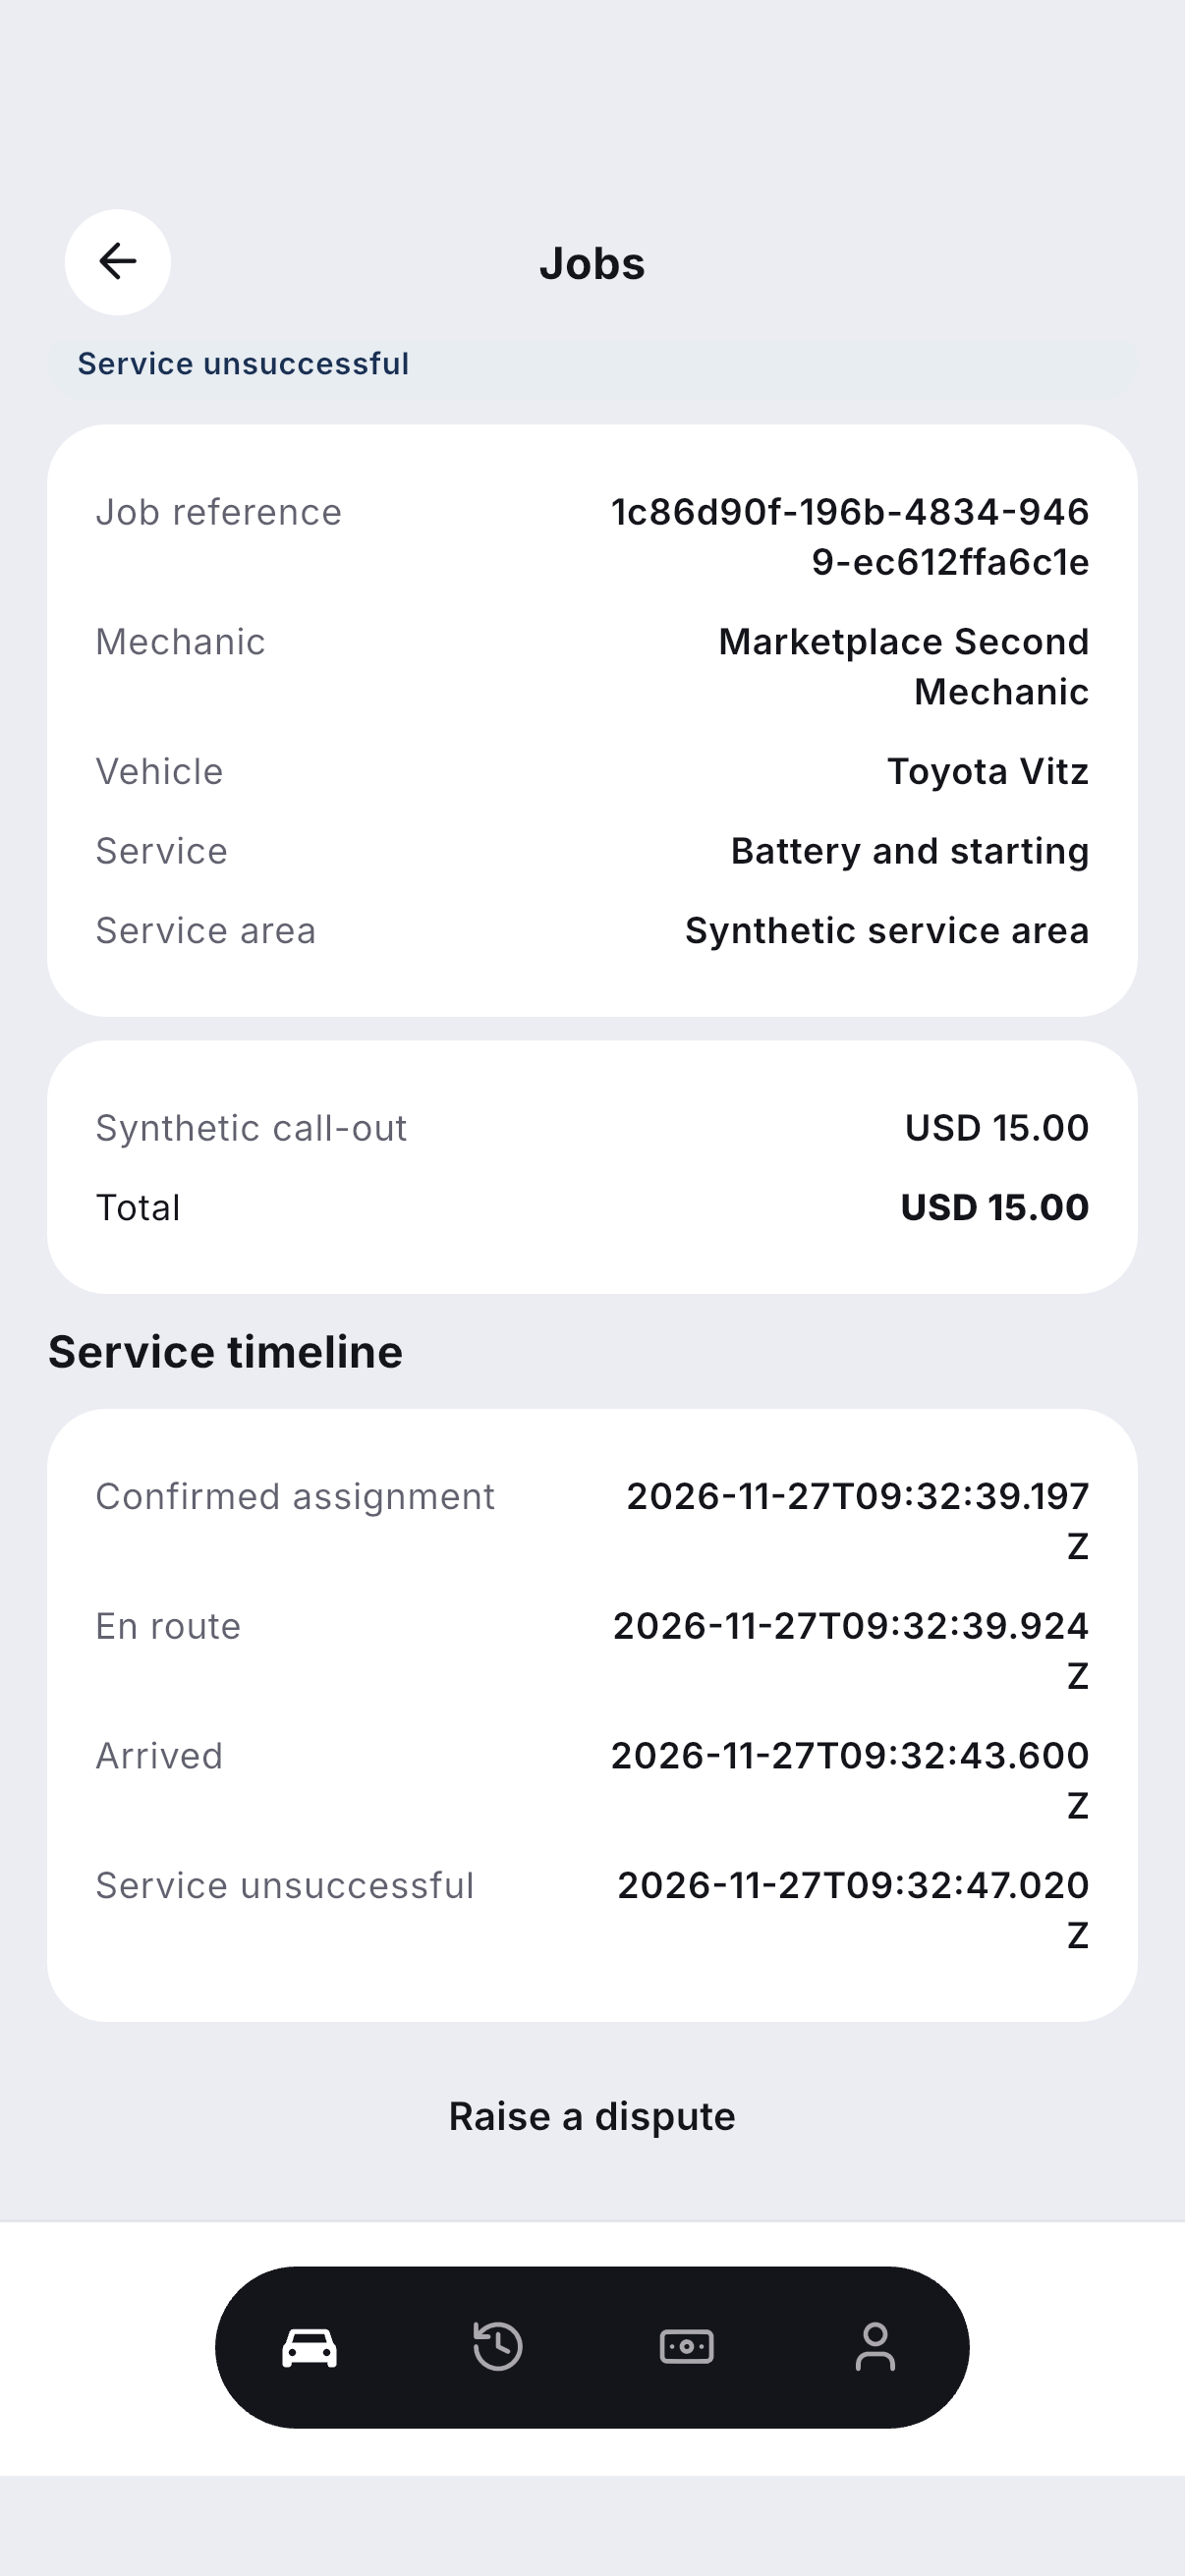 Jobs
Service unsuccessful
Job reference 1c86d90f-196b-4834-946
9-ec612ffa6c1e
Mechanic Marketplace Second
Mechanic
Vehicle Toyota Vitz
Service Battery and starting
Service area Synthetic service area
Synthetic call-out USD 15.00
Total USD 15.00
Service timeline
Confirmed assignment 2026-11-27T09:32:39.197
Z
En route 2026-11-27T09:32:39.924
Z
Arrived 2026-11-27T09:32:43.600
Z
Service unsuccessful 2026-11-27T09:32:47.020
Z
Raise a dispute